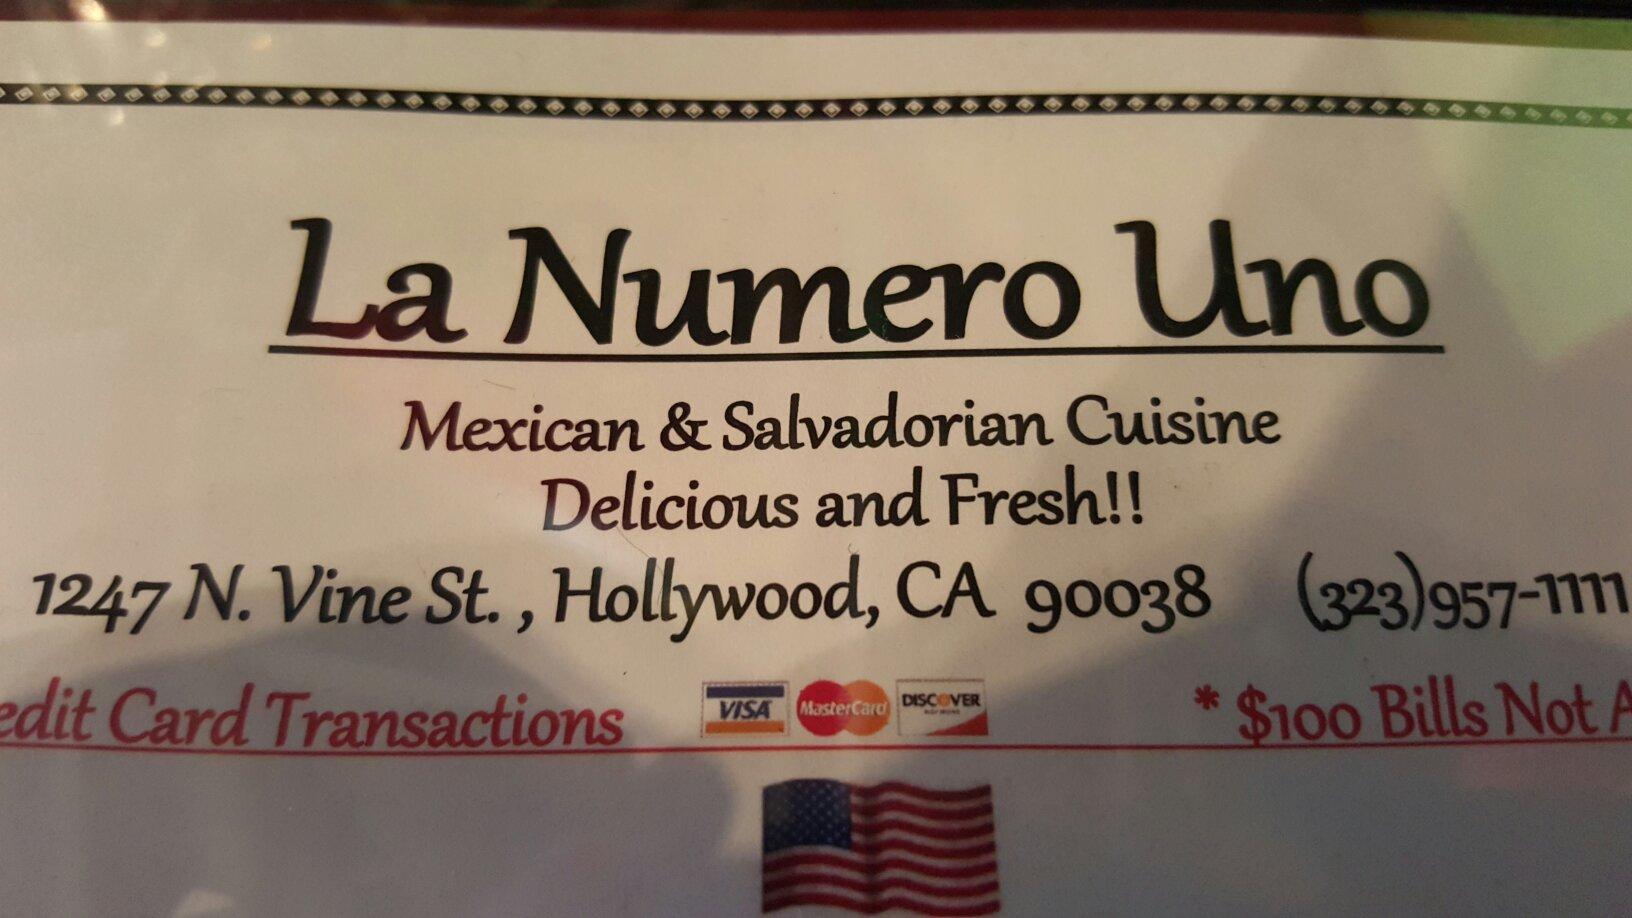 La Numero Uno
Mexican & Salvadorian Cuisine
Delicious and Fresh!!
1247 N. Vine St. , Hollywood, CA 90038 (323)957-1111
edit Card Transactions VISA MasterCard DISCOVER * $100 Bills Not A